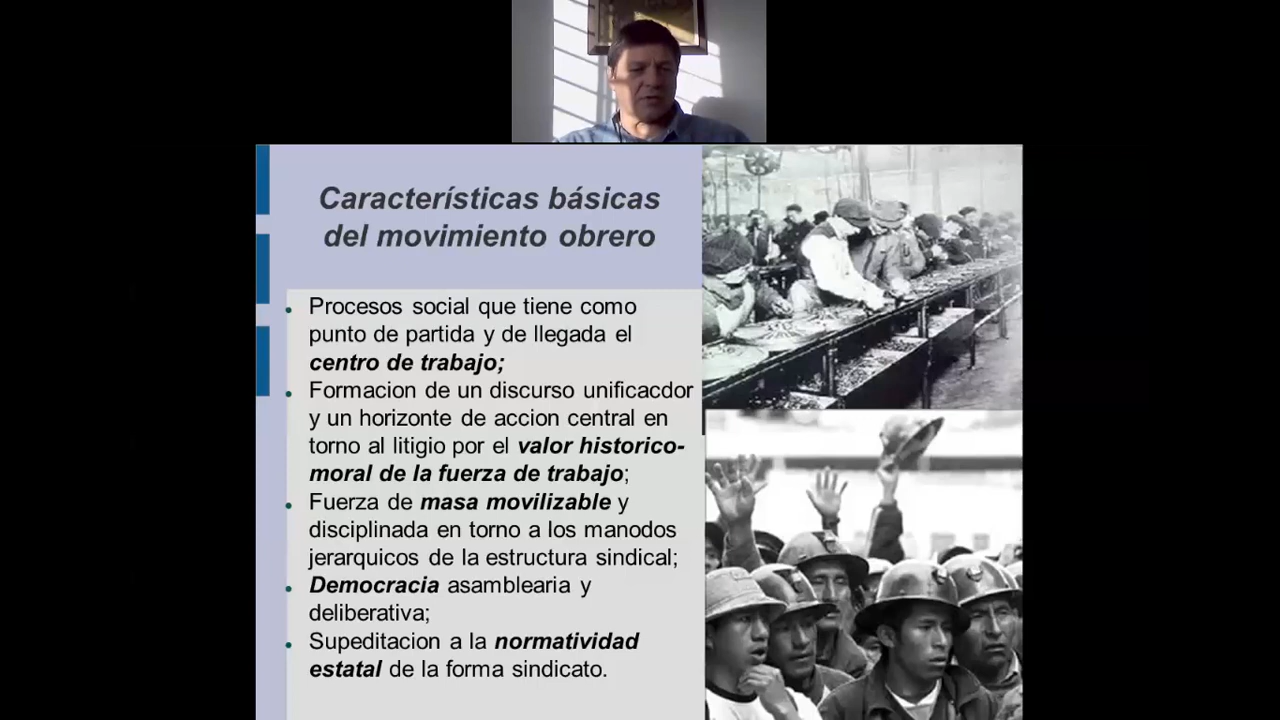 Características básicas
del movimiento obrero
Procesos social que tiene como
punto de partida y de llegada el
centro de trabajo;
Formacion de un discurso unificacdor
y un horizonte de accion central en
torno al litigio por el valor historico-
moral de la fuerza de trabajo;
Fuerza de masa movilizable y
disciplinada en torno a los manodos
jerarquicos de la estructura sindical;
Democracia asamblearia y
deliberativa;
Supeditacion a la normatividad
estatal de la forma sindicato.